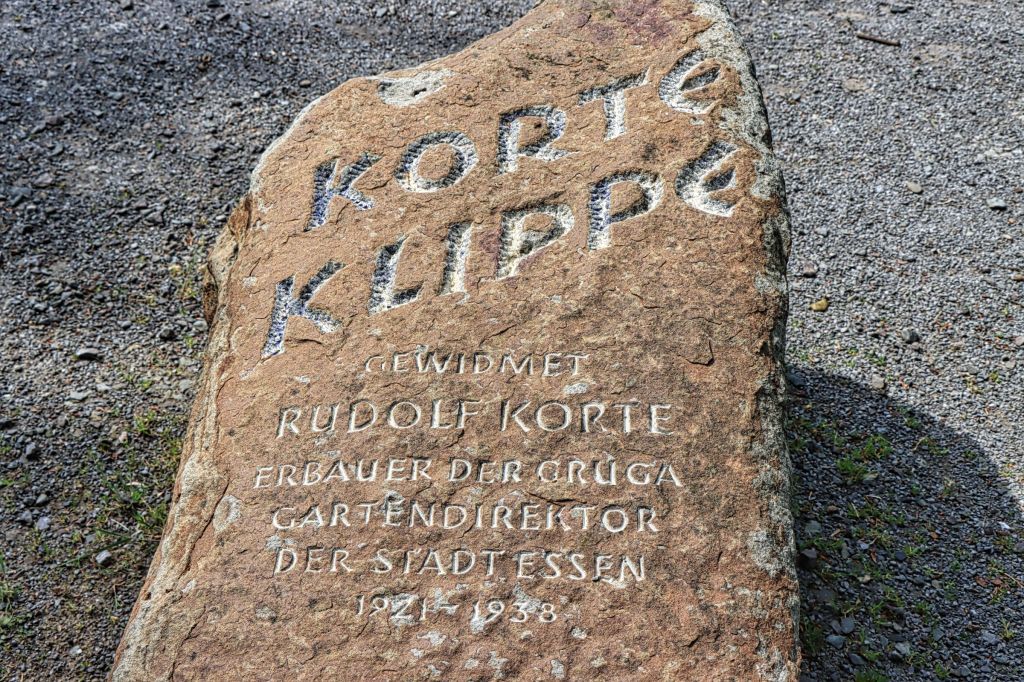 KORTE
KLIPPE
GEWIDMET
RUDOLF KORTE
ERBAUER DER GRUGA
GARTENDIREKTOR
DER STADT ESSEN
1921-1938